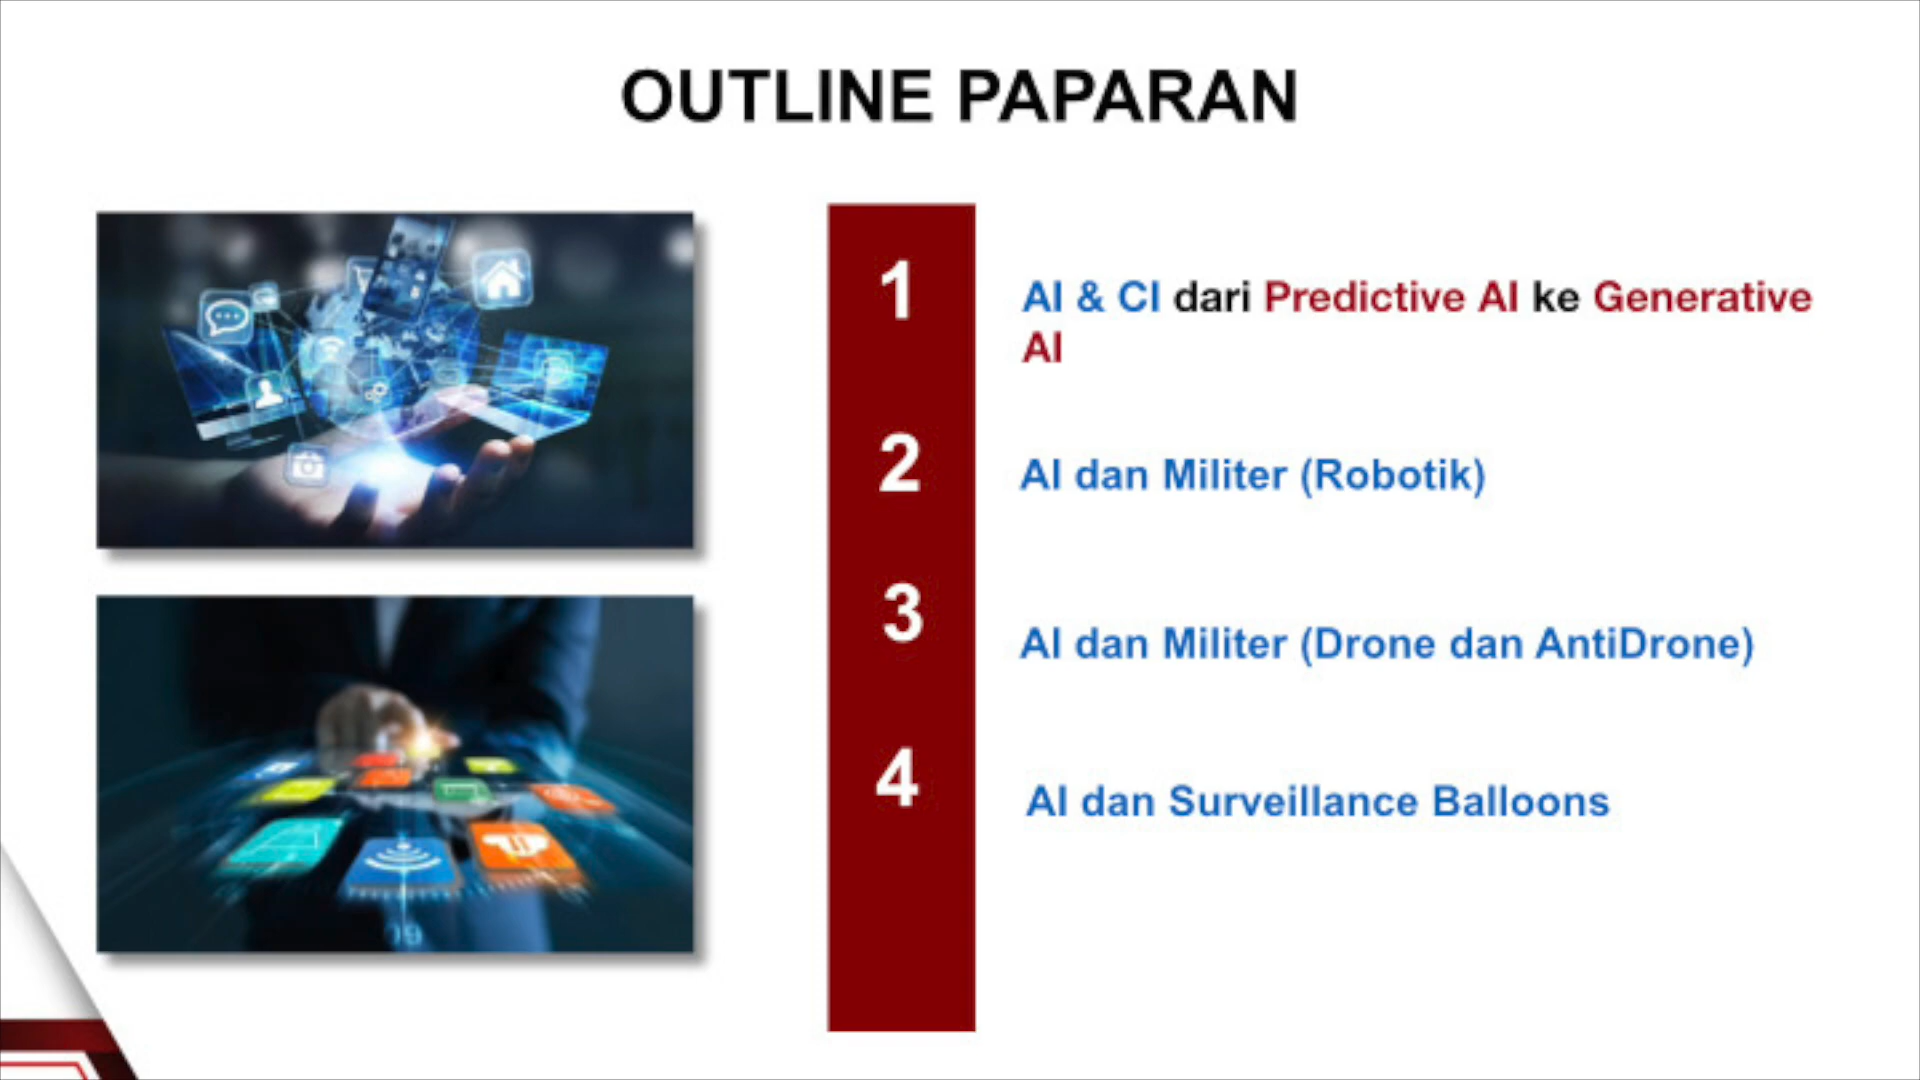 OUTLINE PAPARAN
1
AI & CI dari Predictive AI ke Generative
AI
2
AI dan Militer (Robotik)
3
AI dan Militer (Drone dan AntiDrone)
4
AI dan Surveillance Balloons
09